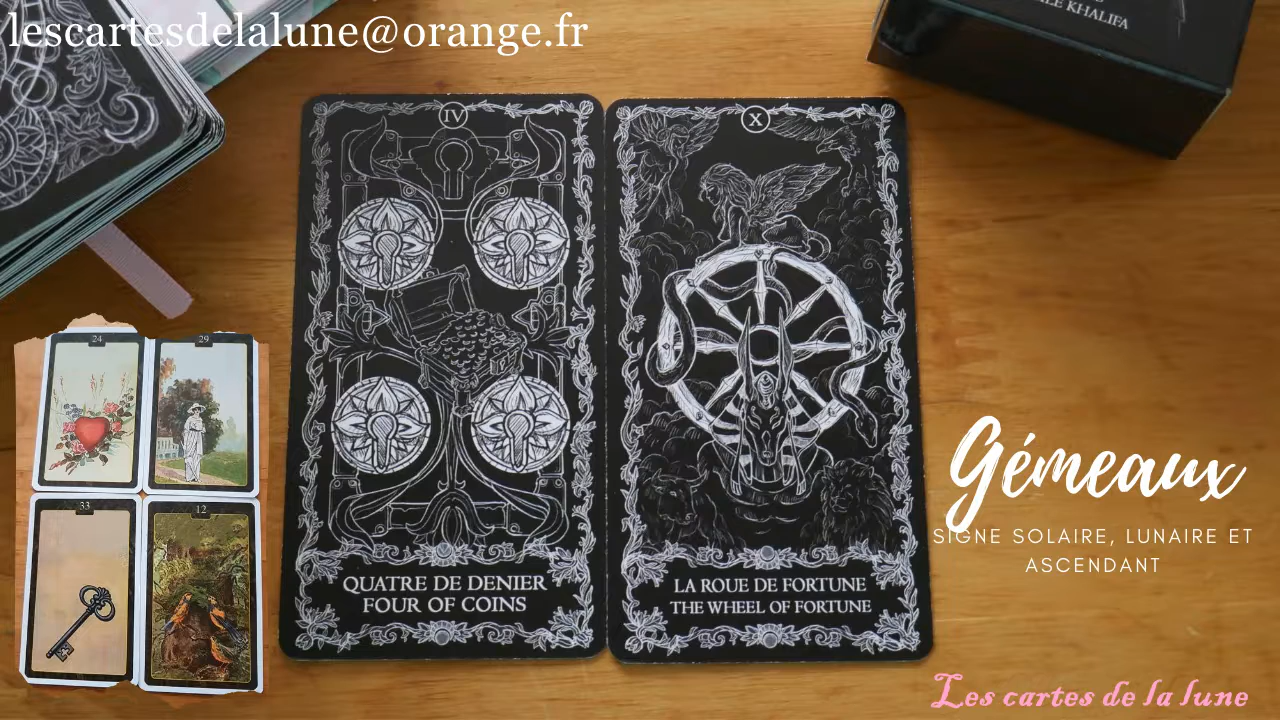 lescartesdelalune@orange.fr
KHALIFA
IV
X
24
29
33
12
QUATRE DE DENIER
FOUR OF COINS
LA ROUE DE FORTUNE
THE WHEEL OF FORTUNE
Gémeaux
SIGNE SOLAIRE, LUNAIRE ET
ASCENDANT
Les cartes de la lune